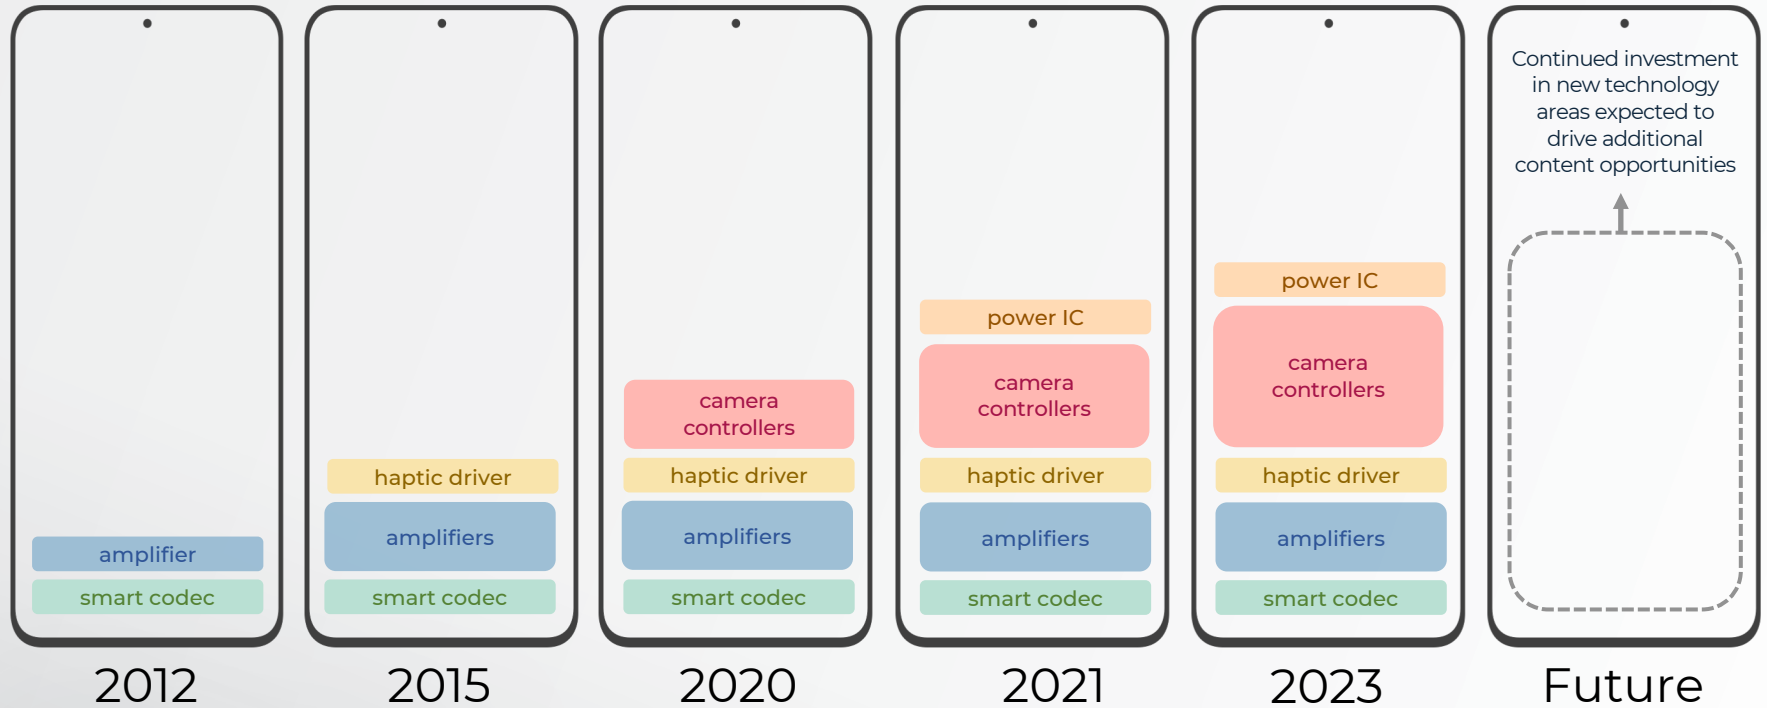 amplifier
smart codec
2012
haptic driver
amplifiers
smart codec
2015
camera
controllers
haptic driver
amplifiers
smart codec
2020
power IC
camera
controllers
haptic driver
amplifiers
smart codec
2021
power IC
camera
controllers
haptic driver
amplifiers
smart codec
2023
Continued investment
in new technology
areas expected to
drive additional
content opportunities
Future